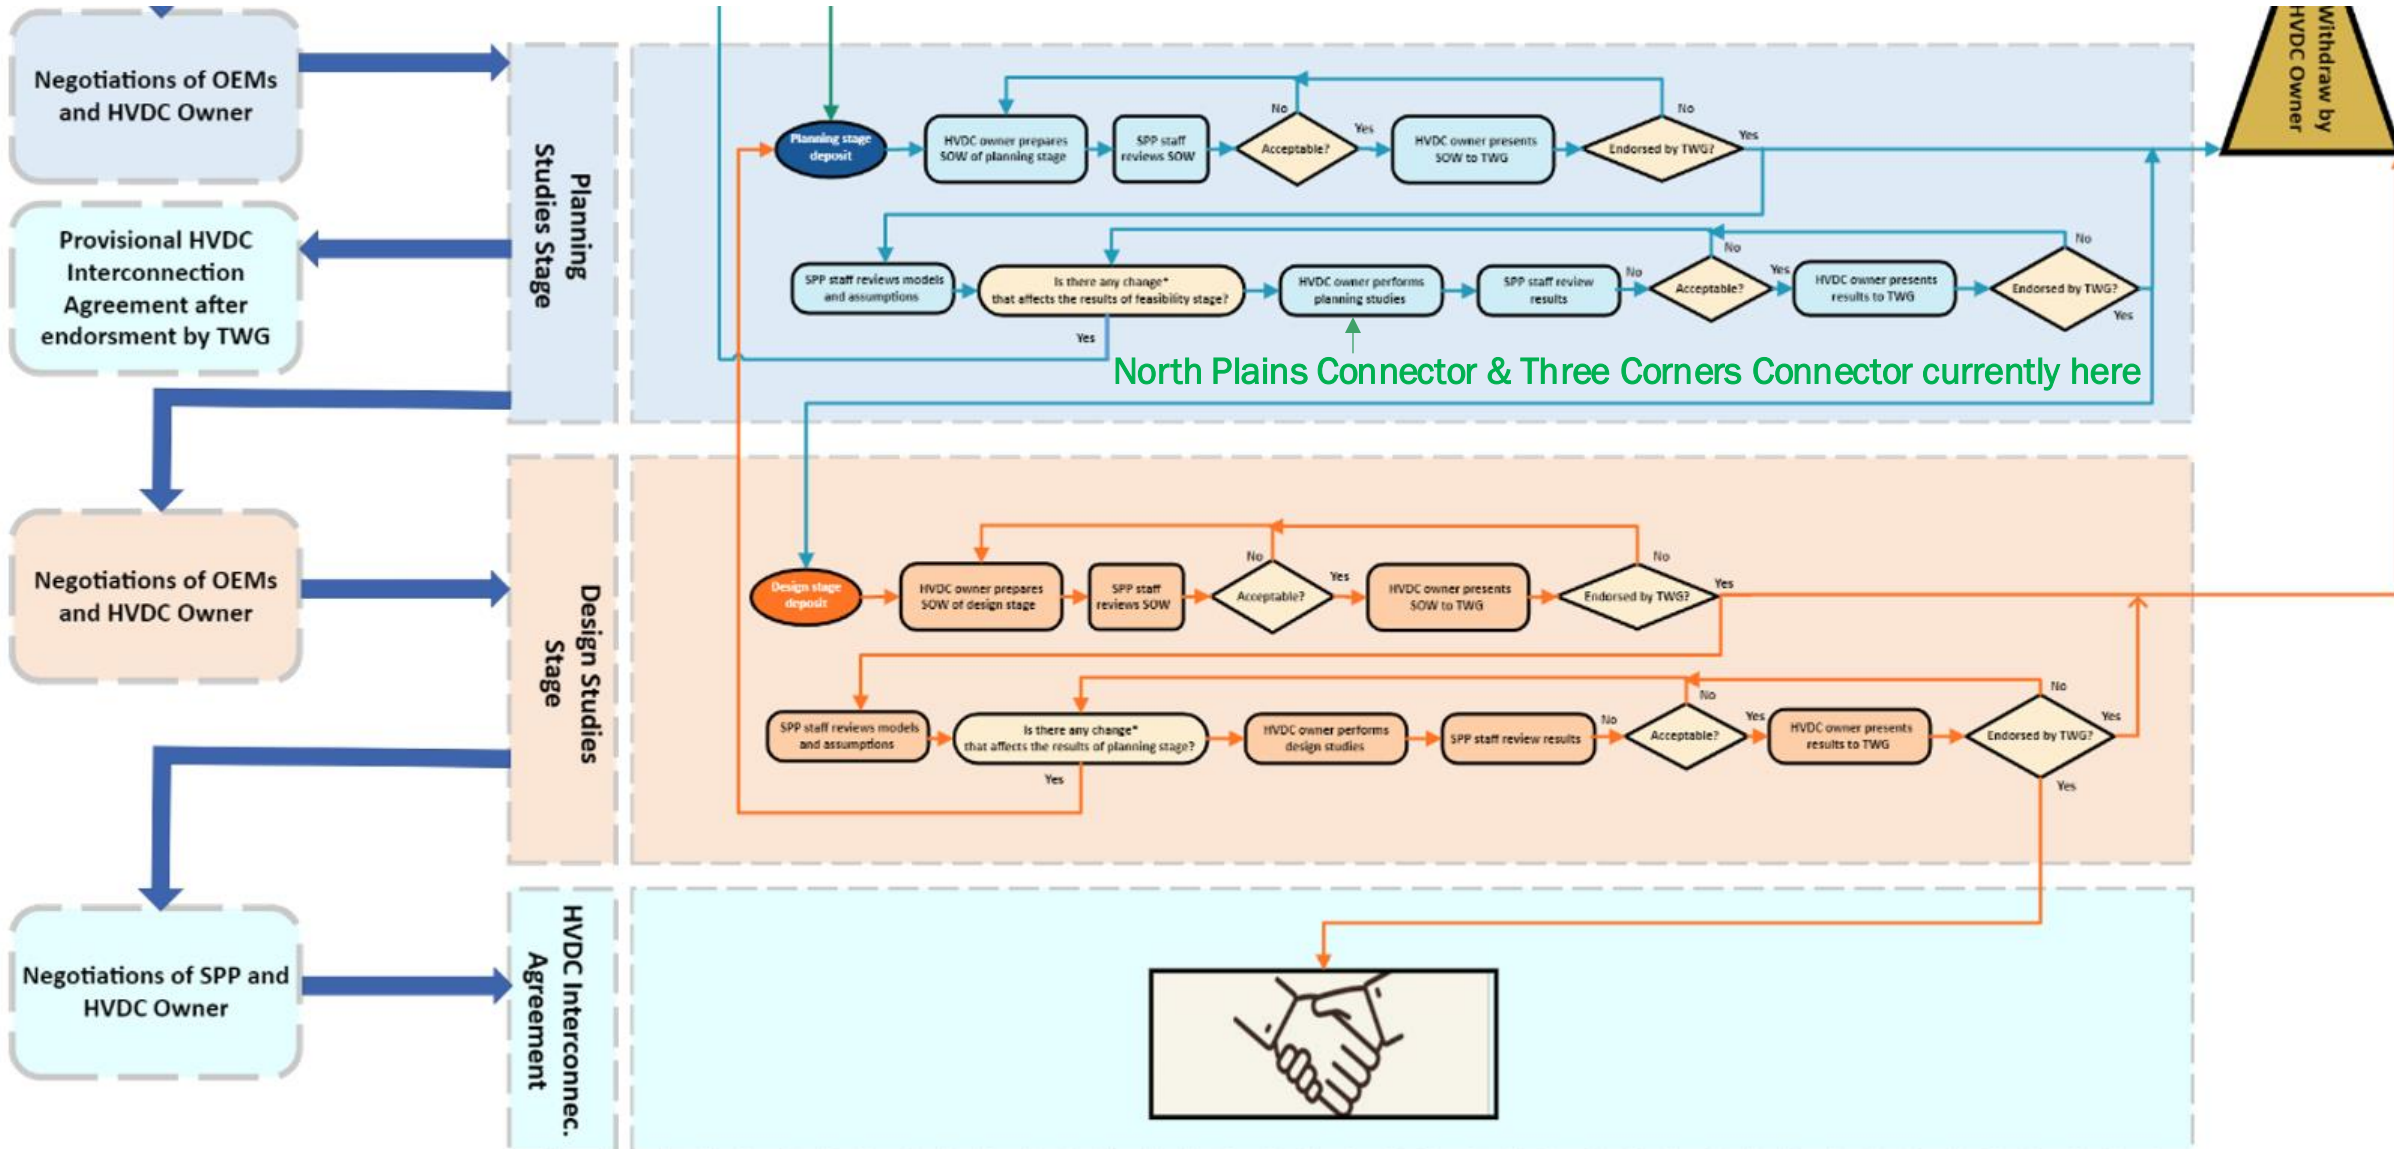 Negotiations of OEMs
and HVDC Owner
Provisional HVDC
Interconnection
Agreement after
endorsment by TWG
Negotiations of OEMs
and HVDC Owner
Negotiations of SPP and
HVDC Owner
Planning
Studies Stage
Planning stage
deposit
HVDC owner prepares
SOW of planning stage
SPP staff
reviews SOW
No
Acceptable?
Yes
HVDC owner presents
SOW to TWG
No
Endorsed by TWG?
Yes
SPP staff reviews models
and assumptions
Is there any change*
that affects the results of feasibility stage?
Yes
HVDC owner performs
planning studies
SPP staff review
results
No
No
Acceptable?
Yes
HVDC owner presents
results to TWG
No
Endorsed by TWG?
Yes
North Plains Connector & Three Corners Connector currently here
Withdraw by
HVDC Owner
Design Studies
Stage
Design stage
deposit
HVDC owner prepares
SOW of design stage
SPP staff
reviews SOW
No
Acceptable?
Yes
HVDC owner presents
SOW to TWG
No
Endorsed by TWG?
Yes
SPP staff reviews models
and assumptions
Is there any change*
that affects the results of planning stage?
Yes
HVDC owner performs
design studies
SPP staff review results
No
No
Acceptable?
Yes
HVDC owner presents
results to TWG
No
Endorsed by TWG?
Yes
Yes
HVDC Interconnec.
Agreement